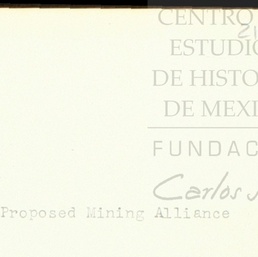 CENTRO
ESTUDIO
DE HISTO
DE MEXI
FUNDAC
Carlos
Proposed Mining Alliance